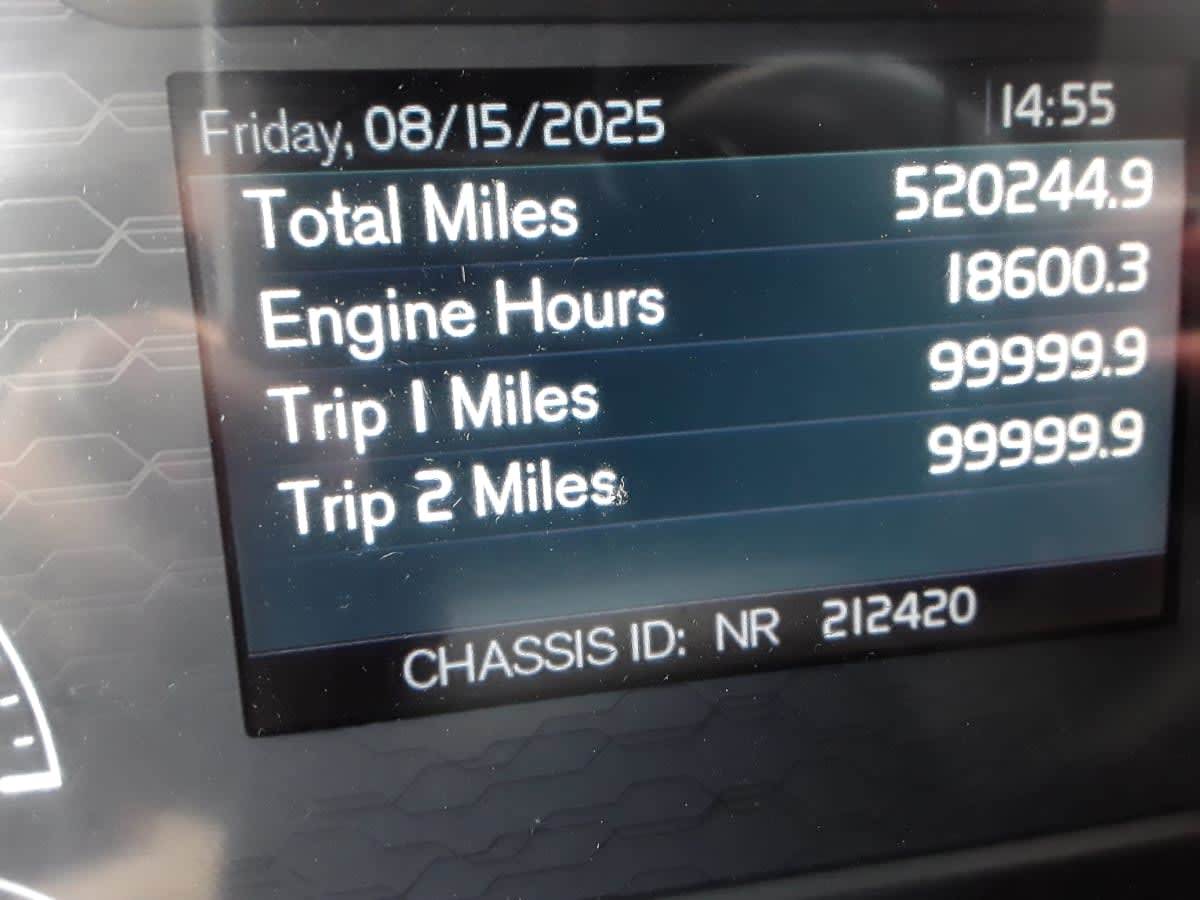 Friday, 08/15/2025 14:55
Total Miles 520244.9
Engine Hours 18600.3
Trip 1 Miles 99999.9
Trip 2 Miles 99999.9
CHASSIS ID: NR 212420